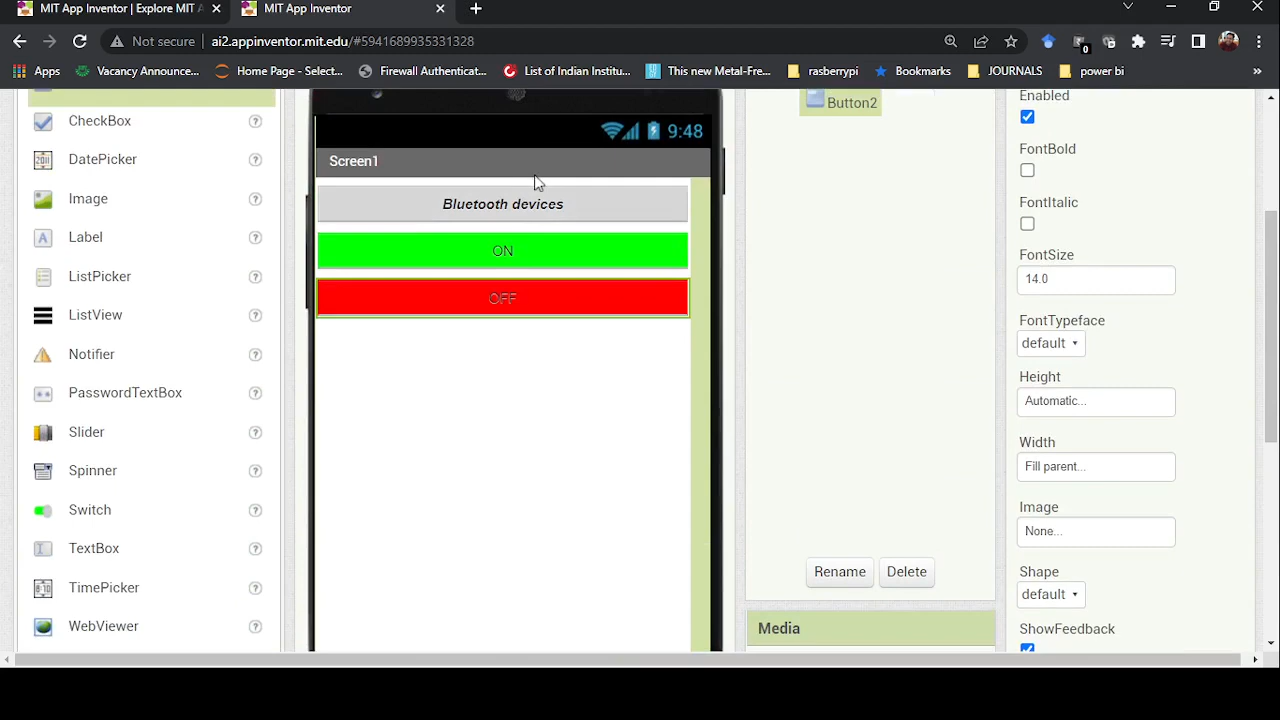 MIT App Inventor | Explore MIT A
MIT App Inventor
Not secure
ai2.appinventor.mit.edu/#5941689935331328
0
Apps
Vacancy Announce...
Home Page - Select...
Firewall Authenticat...
List of Indian Institu...
This new Metal-Fre...
rasberrypi
Bookmarks
JOURNALS
power bi
»
CheckBox
DatePicker
Image
Label
ListPicker
ListView
Notifier
PasswordTextBox
Slider
Spinner
Switch
TextBox
TimePicker
WebViewer
9:48
Screen1
Bluetooth devices
ON
OFF
Button2
Rename
Delete
Media
Enabled
FontBold
FontItalic
FontSize
14.0
FontTypeface
default
Height
Automatic...
Width
Fill parent...
Image
None...
Shape
default
ShowFeedback